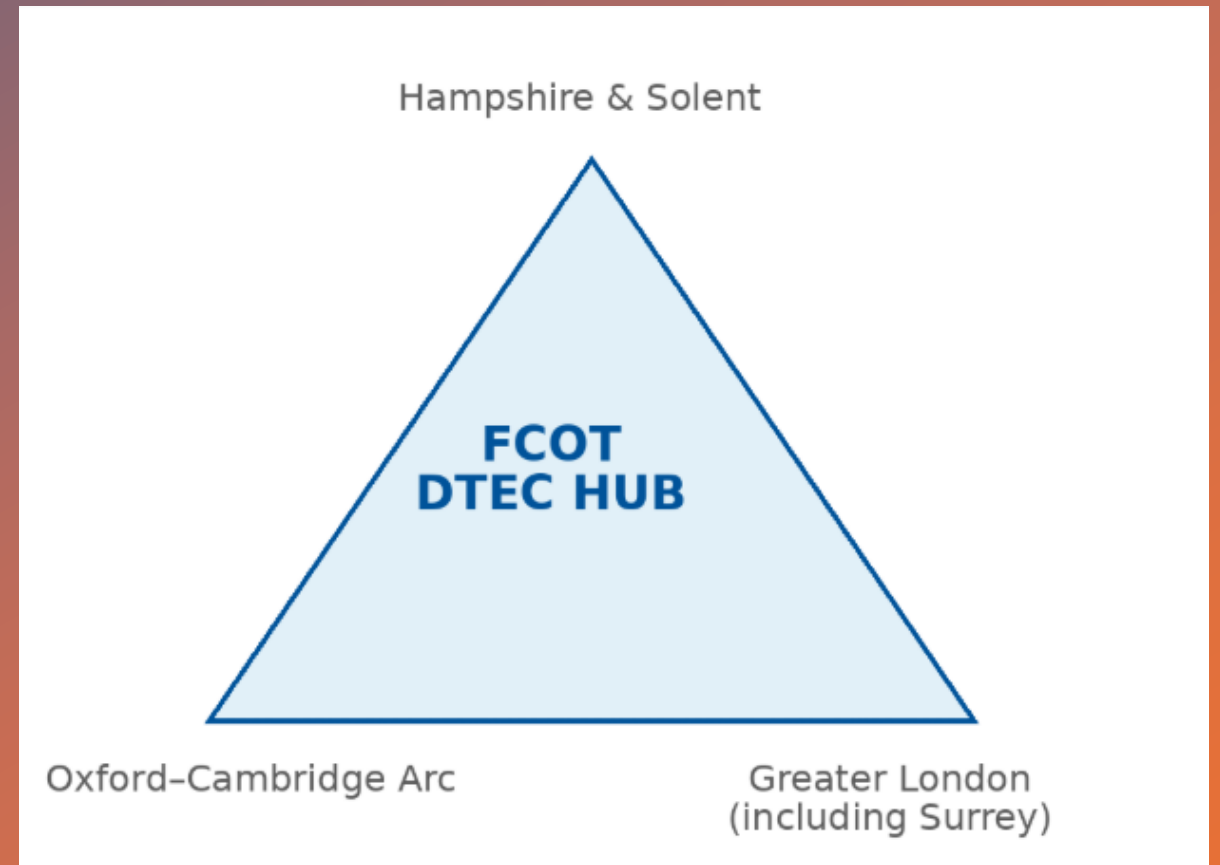 Hampshire & Solent
FCOT
DTEC HUB
Oxford–Cambridge Arc
Greater London
(including Surrey)